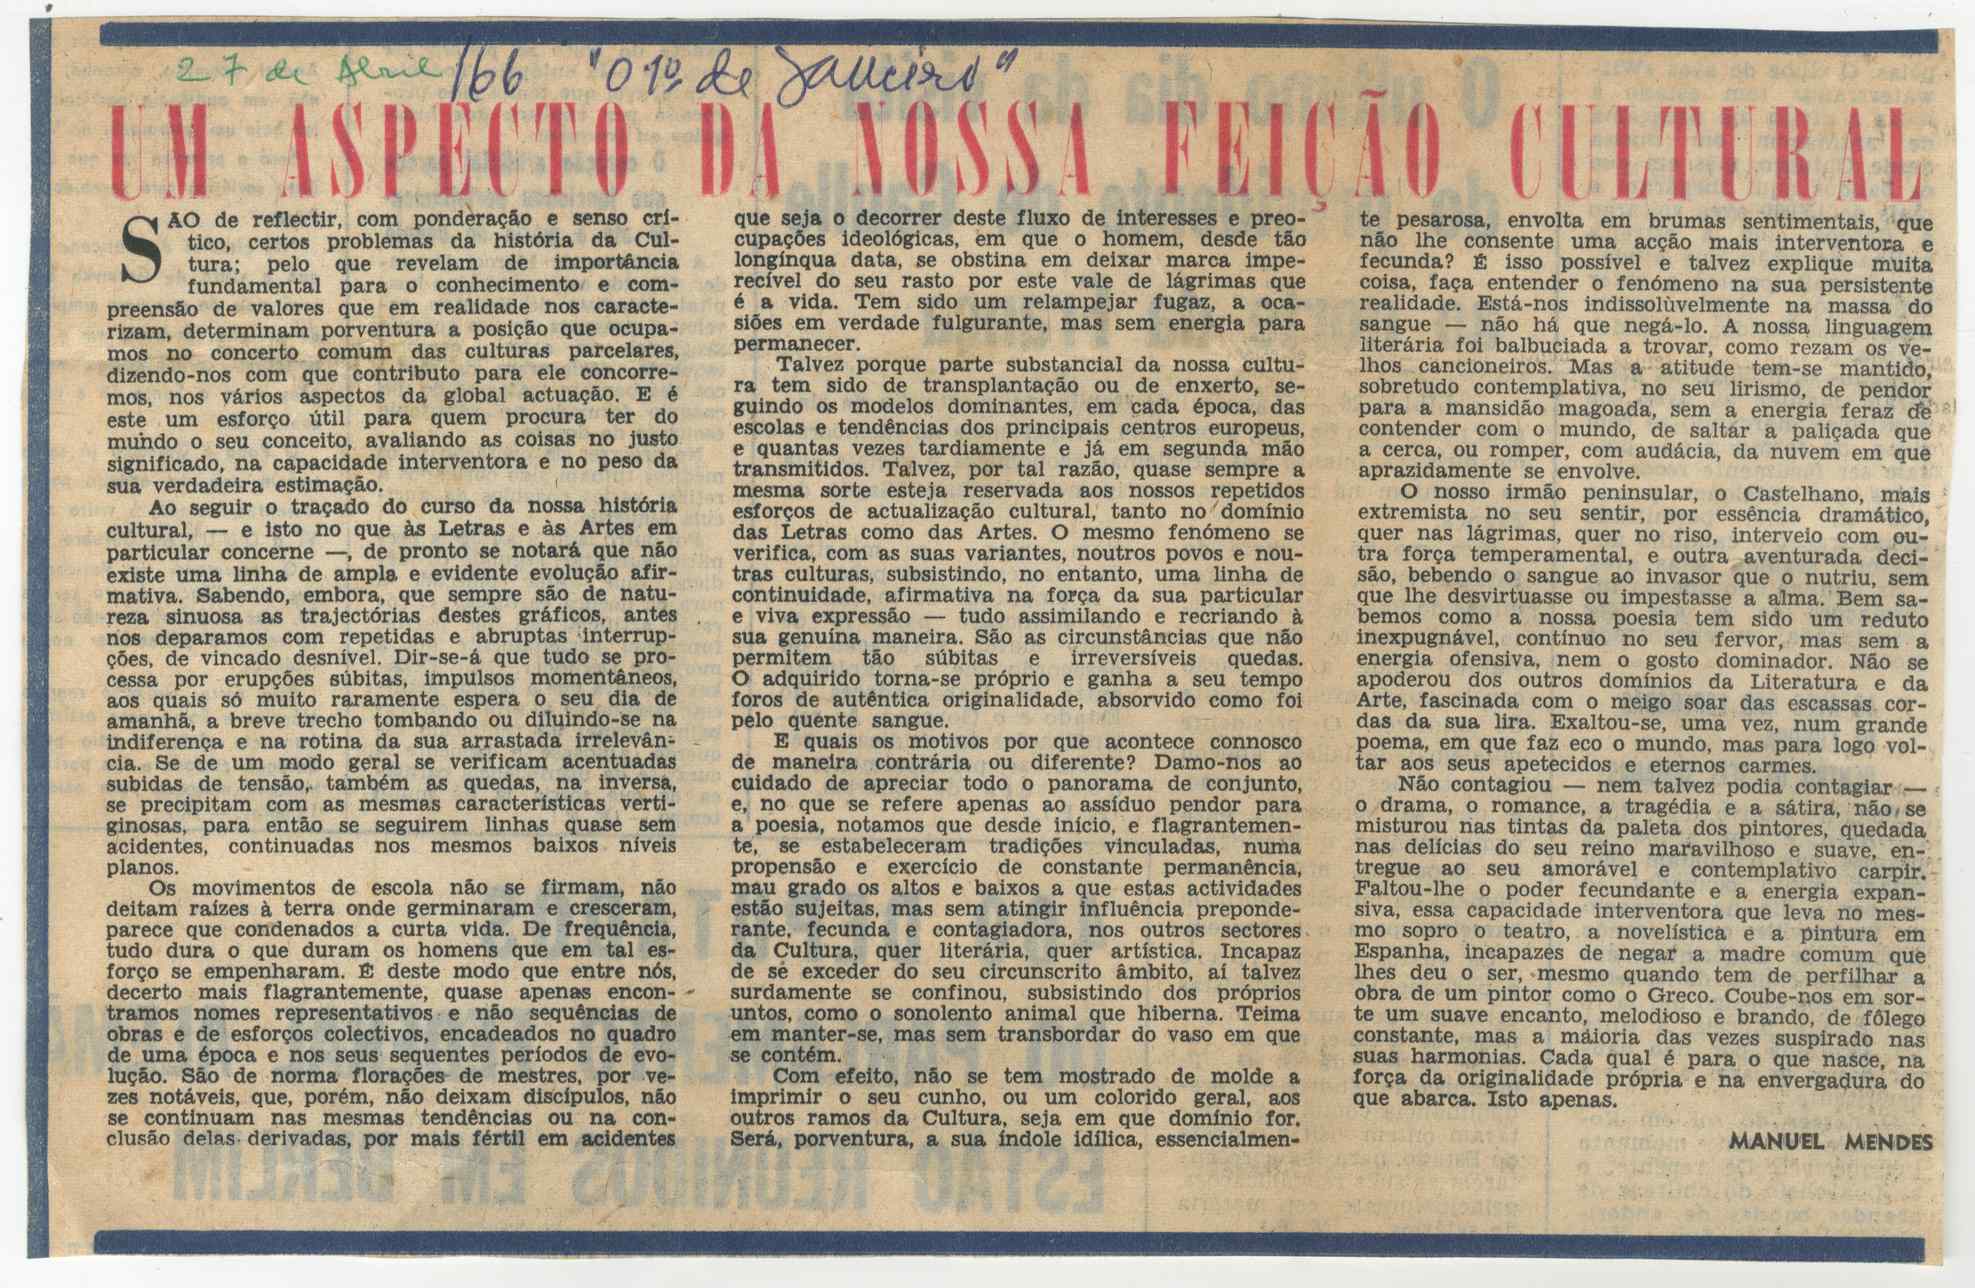 27 de Abril/66 "O 1º de Janeiro"
UM ASPECTO DA NOSSA FEIÇÃO CULTURAL
SÃO de reflectir, com ponderação e senso crí-
tico, certos problemas da história da Cul-
tura; pelo que revelam de importância
fundamental para o conhecimento e com-
preensão de valores que em realidade nos caracte-
rizam, determinam porventura a posição que ocupa-
mos no concerto comum das culturas parcelares,
dizendo-nos com que contributo para ele concorre-
mos, nos vários aspectos da global actuação. E é
este um esforço útil para quem procura ter do
mundo o seu conceito, avaliando as coisas no justo
significado, na capacidade interventora e no peso da
sua verdadeira estimação.
Ao seguir o traçado do curso da nossa história
cultural, — e isto no que às Letras e às Artes em
particular concerne —, de pronto se notará que não
existe uma linha de ampla e evidente evolução afir-
mativa. Sabendo, embora, que sempre são de natu-
reza sinuosa as trajectórias destes gráficos, antes
nos deparamos com repetidas e abruptas interrup-
ções, de vincado desnível. Dir-se-á que tudo se pro-
cessa por erupções súbitas, impulsos momentâneos,
aos quais só muito raramente espera o seu dia de
amanhã, a breve trecho tombando ou diluindo-se na
indiferença e na rotina da sua arrastada irrelevân-
cia. Se de um modo geral se verificam acentuadas
subidas de tensão, também as quedas, na inversa,
se precipitam com as mesmas características verti-
ginosas, para então se seguirem linhas quase sem
acidentes, continuadas nos mesmos baixos níveis
planos.
Os movimentos de escola não se firmam, não
deitam raízes à terra onde germinaram e cresceram,
parece que condenados a curta vida. De frequência,
tudo dura o que duram os homens que em tal es-
forço se empenharam. É deste modo que entre nós,
decerto mais flagrantemente, quase apenas encon-
tramos nomes representativos e não sequências de
obras e de esforços colectivos, encadeados no quadro
de uma época e nos seus sequentes períodos de evo-
lução. São de norma florações de mestres, por ve-
zes notáveis, que, porém, não deixam discípulos, não
se continuam nas mesmas tendências ou na con-
clusão delas derivadas, por mais fértil em acidentes
que seja o decorrer deste fluxo de interesses e preo-
cupações ideológicas, em que o homem, desde tão
longínqua data, se obstina em deixar marca impe-
recível do seu rasto por este vale de lágrimas que
é a vida. Tem sido um relampejar fugaz, a oca-
siões em verdade fulgurante, mas sem energia para
permanecer.
Talvez porque parte substancial da nossa cultu-
ra tem sido de transplantação ou de enxerto, se-
guindo os modelos dominantes, em cada época, das
escolas e tendências dos principais centros europeus,
e quantas vezes tardiamente e já em segunda mão
transmitidos. Talvez, por tal razão, quase sempre a
mesma sorte esteja reservada aos nossos repetidos
esforços de actualização cultural, tanto no domínio
das Letras como das Artes. O mesmo fenómeno se
verifica, com as suas variantes, noutros povos e nou-
tras culturas, subsistindo, no entanto, uma linha de
continuidade, afirmativa na força da sua particular
e viva expressão — tudo assimilando e recriando à
sua genuína maneira. São as circunstâncias que não
permitem tão súbitas e irreversíveis quedas.
O adquirido torna-se próprio e ganha a seu tempo
foros de autêntica originalidade, absorvido como foi
pelo quente sangue.
E quais os motivos por que acontece connosco
de maneira contrária ou diferente? Damo-nos ao
cuidado de apreciar todo o panorama de conjunto,
e, no que se refere apenas ao assíduo pendor para
a poesia, notamos que desde início, e flagrantemen-
te, se estabeleceram tradições vinculadas, numa
propensão e exercício de constante permanência,
mau grado os altos e baixos a que estas actividades
estão sujeitas, mas sem atingir influência preponde-
rante, fecunda e contagiadora, nos outros sectores
da Cultura, quer literária, quer artística. Incapaz
de se exceder do seu circunscrito âmbito, aí talvez
surdamente se confinou, subsistindo dos próprios
untos, como o sonolento animal que hiberna. Teima
em manter-se, mas sem transbordar do vaso em que
se contém.
Com efeito, não se tem mostrado de molde a
imprimir o seu cunho, ou um colorido geral, aos
outros ramos da Cultura, seja em que domínio for.
Será, porventura, a sua índole idílica, essencialmen-
te pesarosa, envolta em brumas sentimentais, que
não lhe consente uma acção mais interventora e
fecunda? É isso possível e talvez explique muita
coisa, faça entender o fenómeno na sua persistente
realidade. Está-nos indissolùvelmente na massa do
sangue — não há que negá-lo. A nossa linguagem
literária foi balbuciada a trovar, como rezam os ve-
lhos cancioneiros. Mas a atitude tem-se mantido,
sobretudo contemplativa, no seu lirismo, de pendor
para a mansidão magoada, sem a energia feraz de
contender com o mundo, de saltar a paliçada que
a cerca, ou romper, com audácia, da nuvem em que
aprazidamente se envolve.
O nosso irmão peninsular, o Castelhano, mais
extremista no seu sentir, por essência dramático,
quer nas lágrimas, quer no riso, interveio com ou-
tra força temperamental, e outra aventurada deci-
são, bebendo o sangue ao invasor que o nutriu, sem
que lhe desvirtuasse ou impestasse a alma. Bem sa-
bemos como a nossa poesia tem sido um reduto
inexpugnável, contínuo no seu fervor, mas sem a
energia ofensiva, nem o gosto dominador. Não se
apoderou dos outros domínios da Literatura e da
Arte, fascinada com o meigo soar das escassas cor-
das da sua lira. Exaltou-se, uma vez, num grande
poema, em que faz eco o mundo, mas para logo vol-
tar aos seus apetecidos e eternos carmes.
Não contagiou — nem talvez podia contagiar —
o drama, o romance, a tragédia e a sátira, não se
misturou nas tintas da paleta dos pintores, quedada
nas delícias do seu reino maravilhoso e suave, en-
tregue ao seu amorável e contemplativo carpir.
Faltou-lhe o poder fecundante e a energia expan-
siva, essa capacidade interventora que leva no mes-
mo sopro o teatro, a novelística e a pintura em
Espanha, incapazes de negar a madre comum que
lhes deu o ser, mesmo quando tem de perfilhar a
obra de um pintor como o Greco. Coube-nos em sor-
te um suave encanto, melodioso e brando, de fôlego
constante, mas a maioria das vezes suspirado nas
suas harmonias. Cada qual é para o que nasce, na
força da originalidade própria e na envergadura do
que abarca. Isto apenas.
MANUEL MENDES